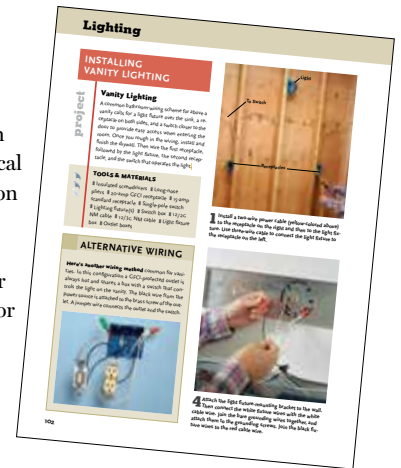 Lighting
INSTALLING
VANITY LIGHTING
project
Vanity Lighting
A common bathroom wiring scheme for above a
vanity calls for a light fixture over the sink, a re-
ceptacle on both sides, and a switch closer to the
door to provide easy access when entering the
room. Once you rough in the wiring, install and
finish the drywall. Then wire the first receptacle,
followed by the light fixture, the second recep-
tacle, and the switch that operates the light.
TOOLS & MATERIALS
Insulated screwdrivers Long-nose
pliers 20-amp GFCI receptacle 15-amp
standard receptacle Single-pole switch
Lighting fixture(s) Switch box 12/2G
NM cable 12/3G NM cable Light fixture
box Outlet boxes
ALTERNATIVE WIRING
Here's another wiring method common for vani-
ties. In this configuration a GFCI-protected outlet is
always hot and shares a box with a switch that con-
trols the light on the vanity. The black wire from the
power source is attached to the brass screw of the out-
let. A jumper wire connects the outlet and the switch.
Light
To Switch
Receptacles
1 Install a two-wire power cable (yellow-colored above)
to the receptacle on the right and then to the light fix-
ture. Use three-wire cable to connect the light fixture to
the receptacle on the left.
4 Attach the light fixture mounting bracket to the wall.
Then connect the white fixture wires with the white
cable wire. Join the bare grounding wires together, and
attach them to the grounding screws. Join the black fix-
ture wires to the red cable wire.
102
n
cal
on
r
or